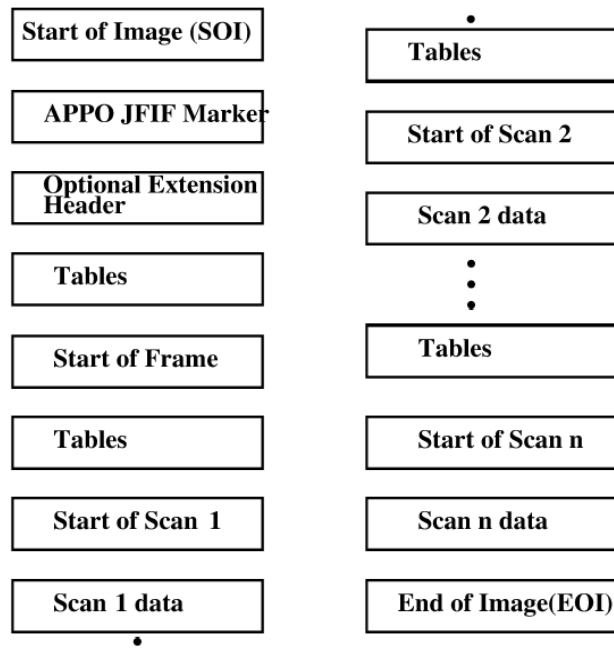 Start of Image (SOI)
APPO JFIF Marker
Optional Extension
Header
Tables
Start of Frame
Tables
Start of Scan 1
Scan 1 data
Tables
Start of Scan 2
Scan 2 data
Tables
Start of Scan n
Scan n data
End of Image(EOI)